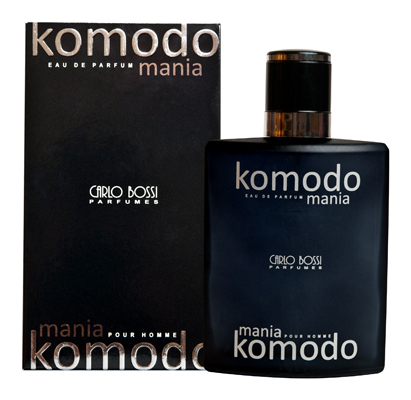 komodo
EAU DE PARFUM mania
CARLO BOSSI
PARFUMES
mania POUR HOMME
komodo
komodo
EAU DE PARFUM mania
CARLO BOSSI
PARFUMES
mania POUR HOMME
komodo